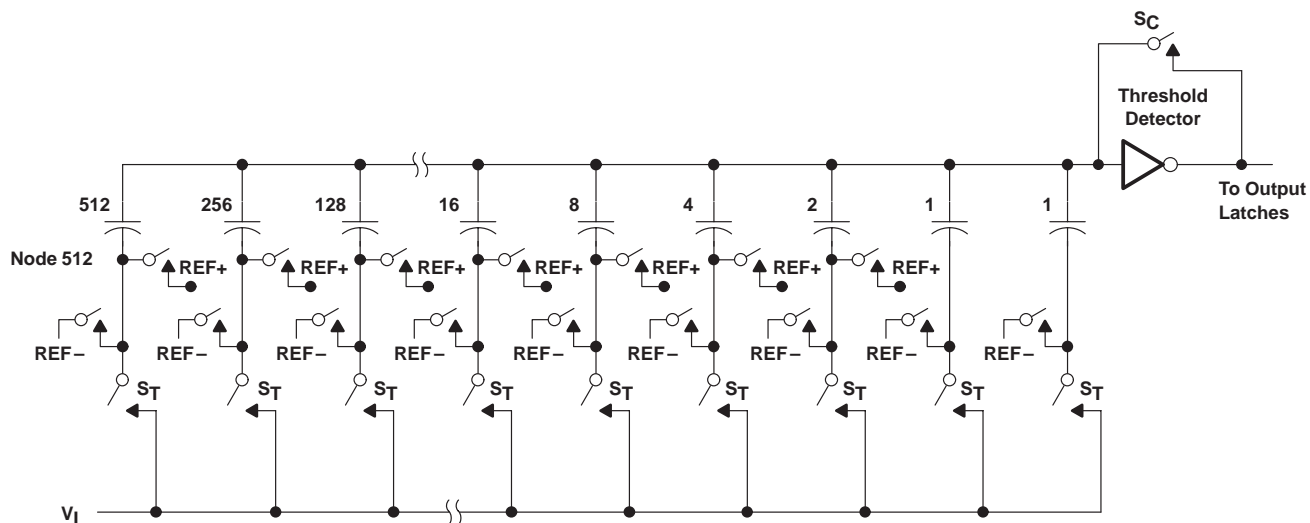 SC
Threshold
Detector
To Output
Latches
512 256 128 16 8 4 2 1 1
Node 512 REF+ REF+ REF+ REF+ REF+ REF+ REF+
REF− REF− REF− REF− REF− REF− REF− REF− REF−
ST ST ST ST ST ST ST ST ST
VI